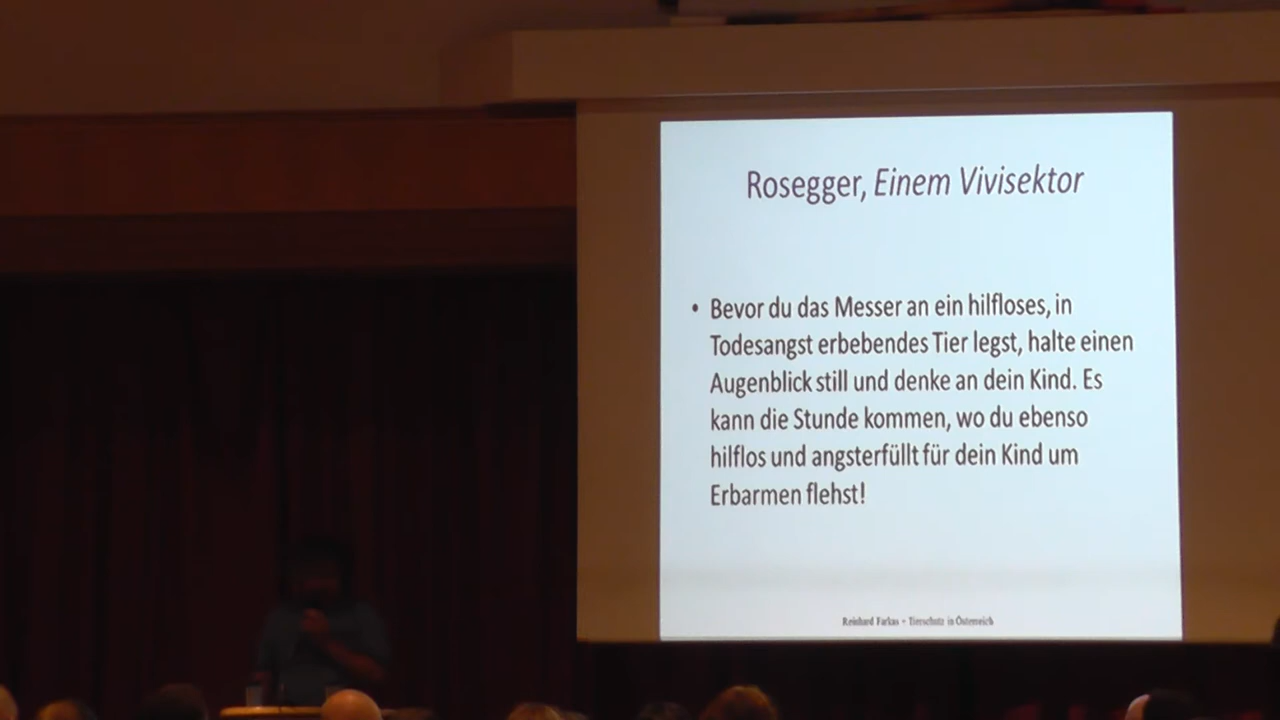 Rosegger, Einem Vivisektor
• Bevor du das Messer an ein hilfloses, in
Todesangst erbebendes Tier legst, halte einen
Augenblick still und denke an dein Kind. Es
kann die Stunde kommen, wo du ebenso
hilflos und angsterfüllt für dein Kind um
Erbarmen flehst!
Reinhard Farkas - Tierschutz in Österreich